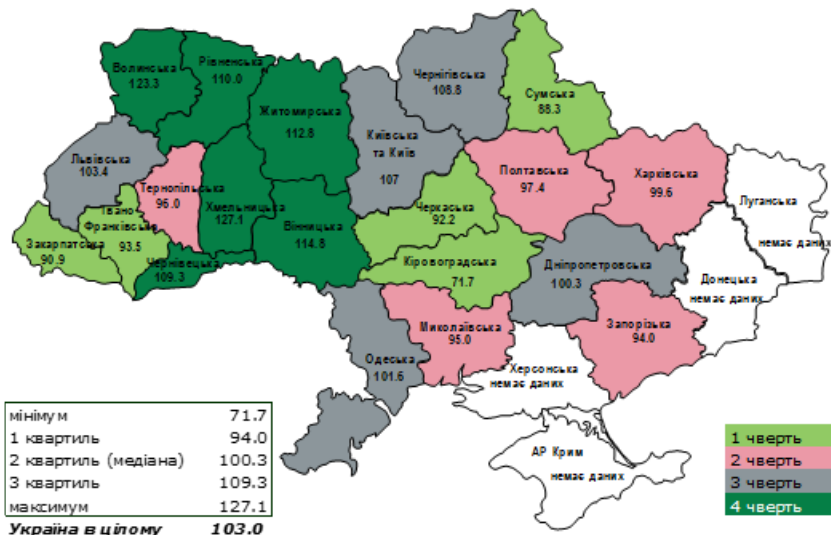 Волинська
123.3
Рівненська
110.0
Житомирська
112.8
Чернігівська
108.8
Сумська
88.3
Київська
та Київ
107
Львівська
103.4
Тернопільська
96.0
Хмельницька
127.1
Вінницька
114.8
Івано
Франківська
93.5
Закарпатська
90.9
Чернівецька
109.3
Черкаська
92.2
Полтавська
97.4
Харківська
99.6
Луганська
немає даних
Кіровоградська
71.7
Дніпропетровська
100.3
Донецька
немає даних
Миколаївська
95.0
Запорізька
94.0
Одеська
101.6
Херсонська
немає даних
АР Крим
немає даних
мінімум 71.7
1 квартиль 94.0
2 квартиль (медіана) 100.3
3 квартиль 109.3
максимум 127.1
Україна в цілому 103.0
1 чверть
2 чверть
3 чверть
4 чверть